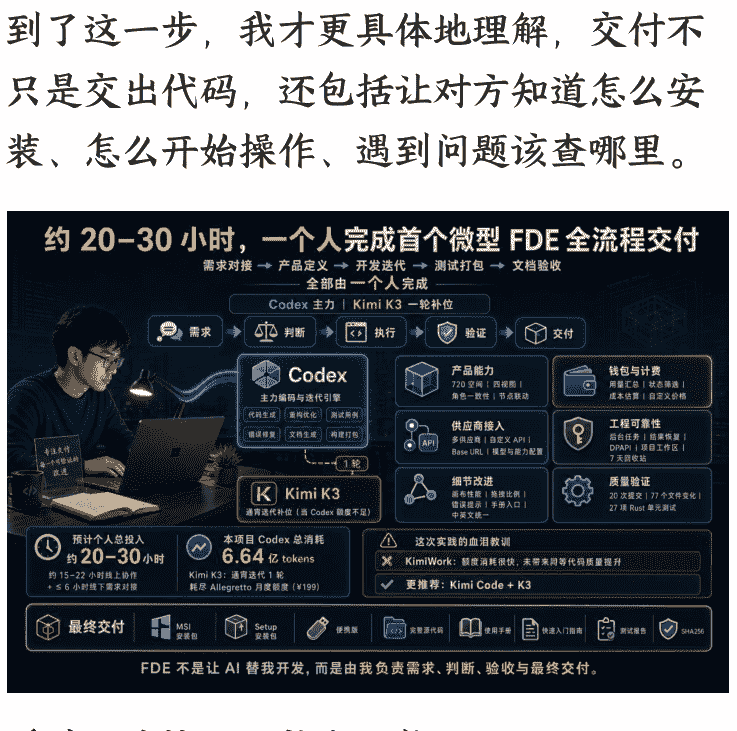 到了这一步，我才更具体地理解，交付不
只是交出代码，还包括让对方知道怎么安
装、怎么开始操作、遇到问题该查哪里。
约 20–30 小时，一个人完成首个微型 FDE 全流程交付
需求对接 → 产品定义 → 开发迭代 → 测试打包 → 文档验收
全部由一个人完成
Codex 主力 | Kimi K3 一轮补位
需求
判断
执行
验证
交付
Codex
主力编码与迭代引擎
代码生成
重构优化
测试用例
错误修复
文档生成
构建打包
1 轮
Kimi K3
通宵迭代补位（当 Codex 额度不足）
专注交付
每一个可验证的
改进
产品能力
720 空间 | 四视图 |
角色一致性 | 节点联动
钱包与计费
用量汇总 | 状态筛选 |
成本估算 | 自定义价格
API
供应商接入
多供应商 | 自定义 API |
Base URL | 模型与能力配置
工程可靠性
后台任务 | 结果恢复 |
DPAPI | 项目工作区 |
7 天回收站
细节改进
画布性能 | 拖拽比例 |
错误提示 | 手册入口 |
中英文统一
质量验证
20 次提交 | 77 个文件变化 |
27 项 Rust 单元测试
预计个人总投入
约 20–30 小时
约 15–22 小时线上协作
+ ≤ 6 小时线下需求对接
本项目 Codex 总消耗
6.64 亿 tokens
Kimi K3：通宵迭代 1 轮
耗尽 Allegretto 月度额度（¥199）
这次实践的血泪教训
KimiWork：额度消耗很快，未带来同等代码质量提升
更推荐：Kimi Code + K3
最终交付
MSI
安装包
Setup
安装包
便携版
完整源代码
使用手册
快速入门指南
测试报告
SHA256
FDE 不是让 AI 替我开发，而是由我负责需求、判断、验收与最终交付。